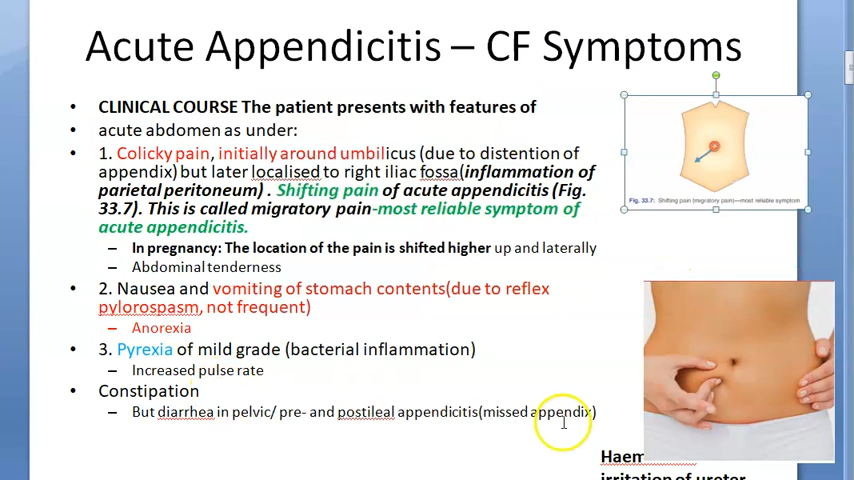 Acute Appendicitis – CF Symptoms
• CLINICAL COURSE The patient presents with features of
• acute abdomen as under:
• 1. Colicky pain, initially around umbilicus (due to distention of
appendix) but later localised to right iliac fossa(inflammation of
parietal peritoneum) . Shifting pain of acute appendicitis (Fig.
33.7). This is called migratory pain-most reliable symptom of
acute appendicitis.
– In pregnancy: The location of the pain is shifted higher up and laterally
– Abdominal tenderness
• 2. Nausea and vomiting of stomach contents(due to reflex
pylorospasm, not frequent)
– Anorexia
• 3. Pyrexia of mild grade (bacterial inflammation)
– Increased pulse rate
• Constipation
– But diarrhea in pelvic/ pre- and postileal appendicitis(missed appendix)
Fig. 33.7: Shifting pain (migratory pain)—most reliable symptom
irritation of ureter